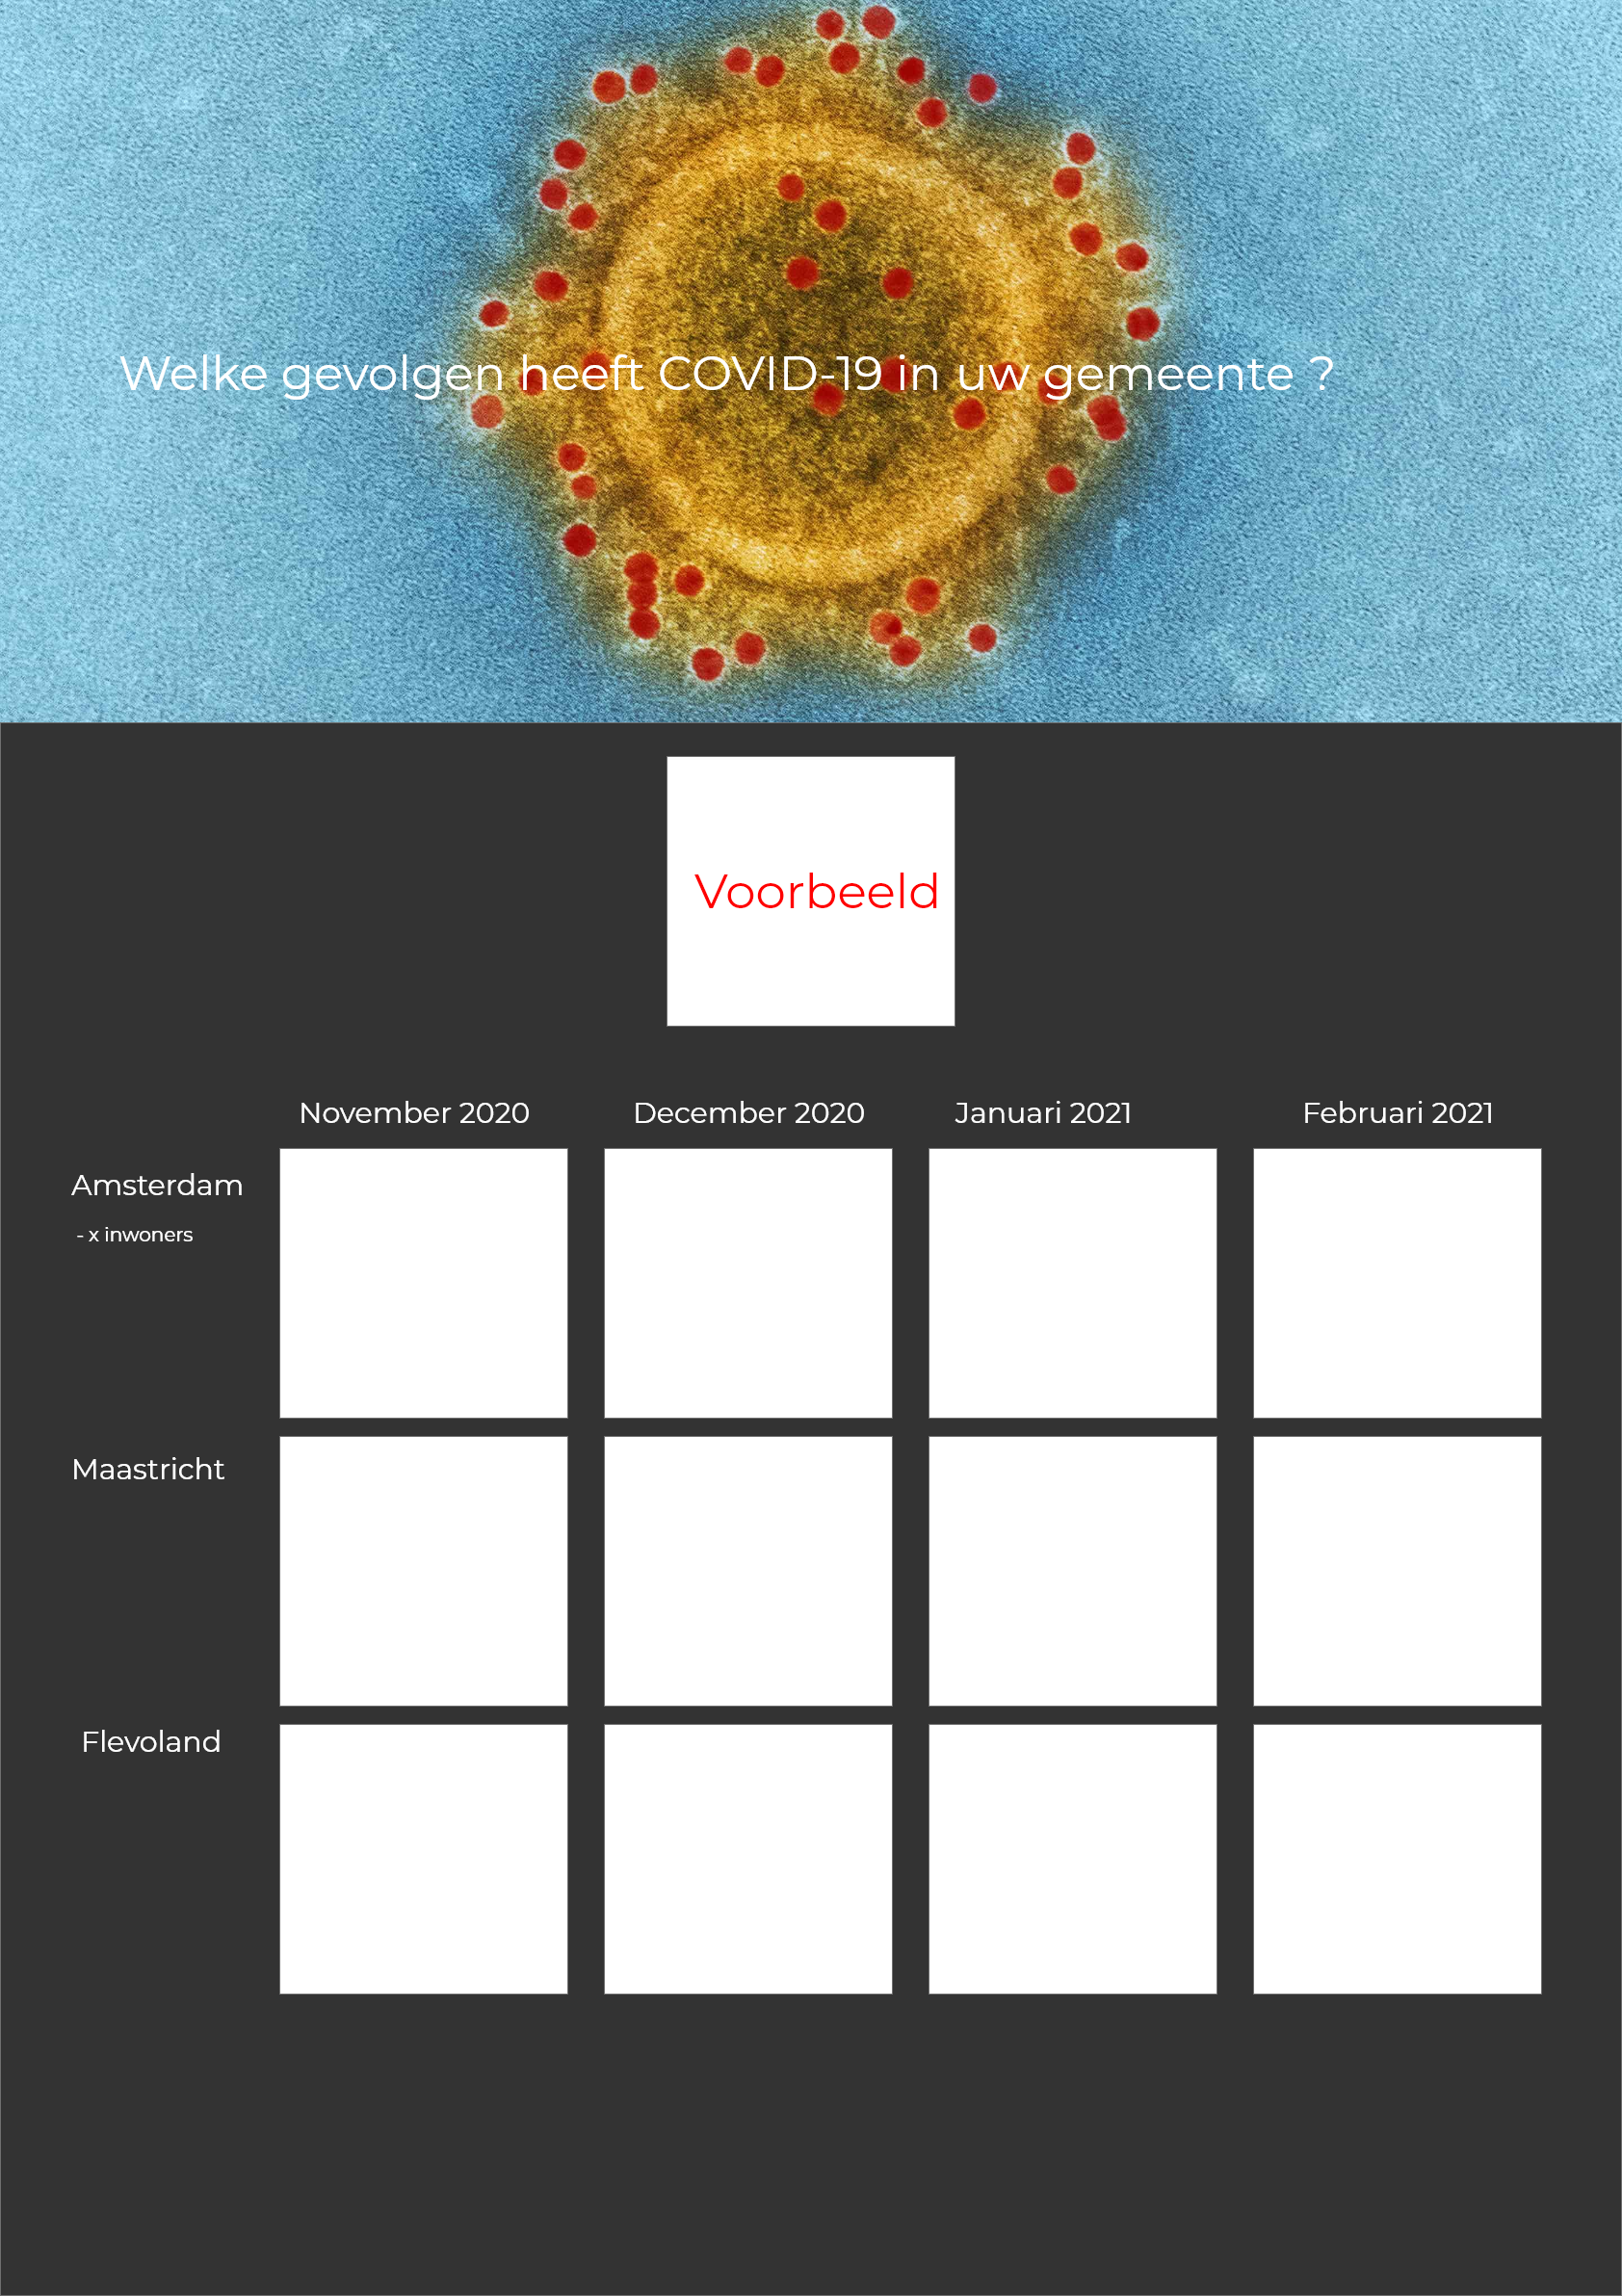 Welke gevolgen heeft COVID-19 in uw gemeente ?
Voorbeeld
November 2020 December 2020 Januari 2021 Februari 2021
Amsterdam
- x inwoners
Maastricht
Flevoland